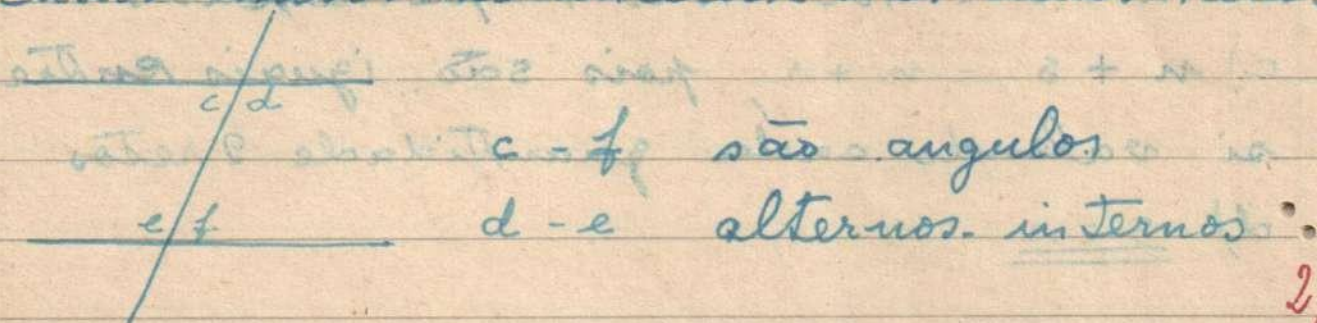 c d
c - f são angulos
e f d - e alternos. internos
2